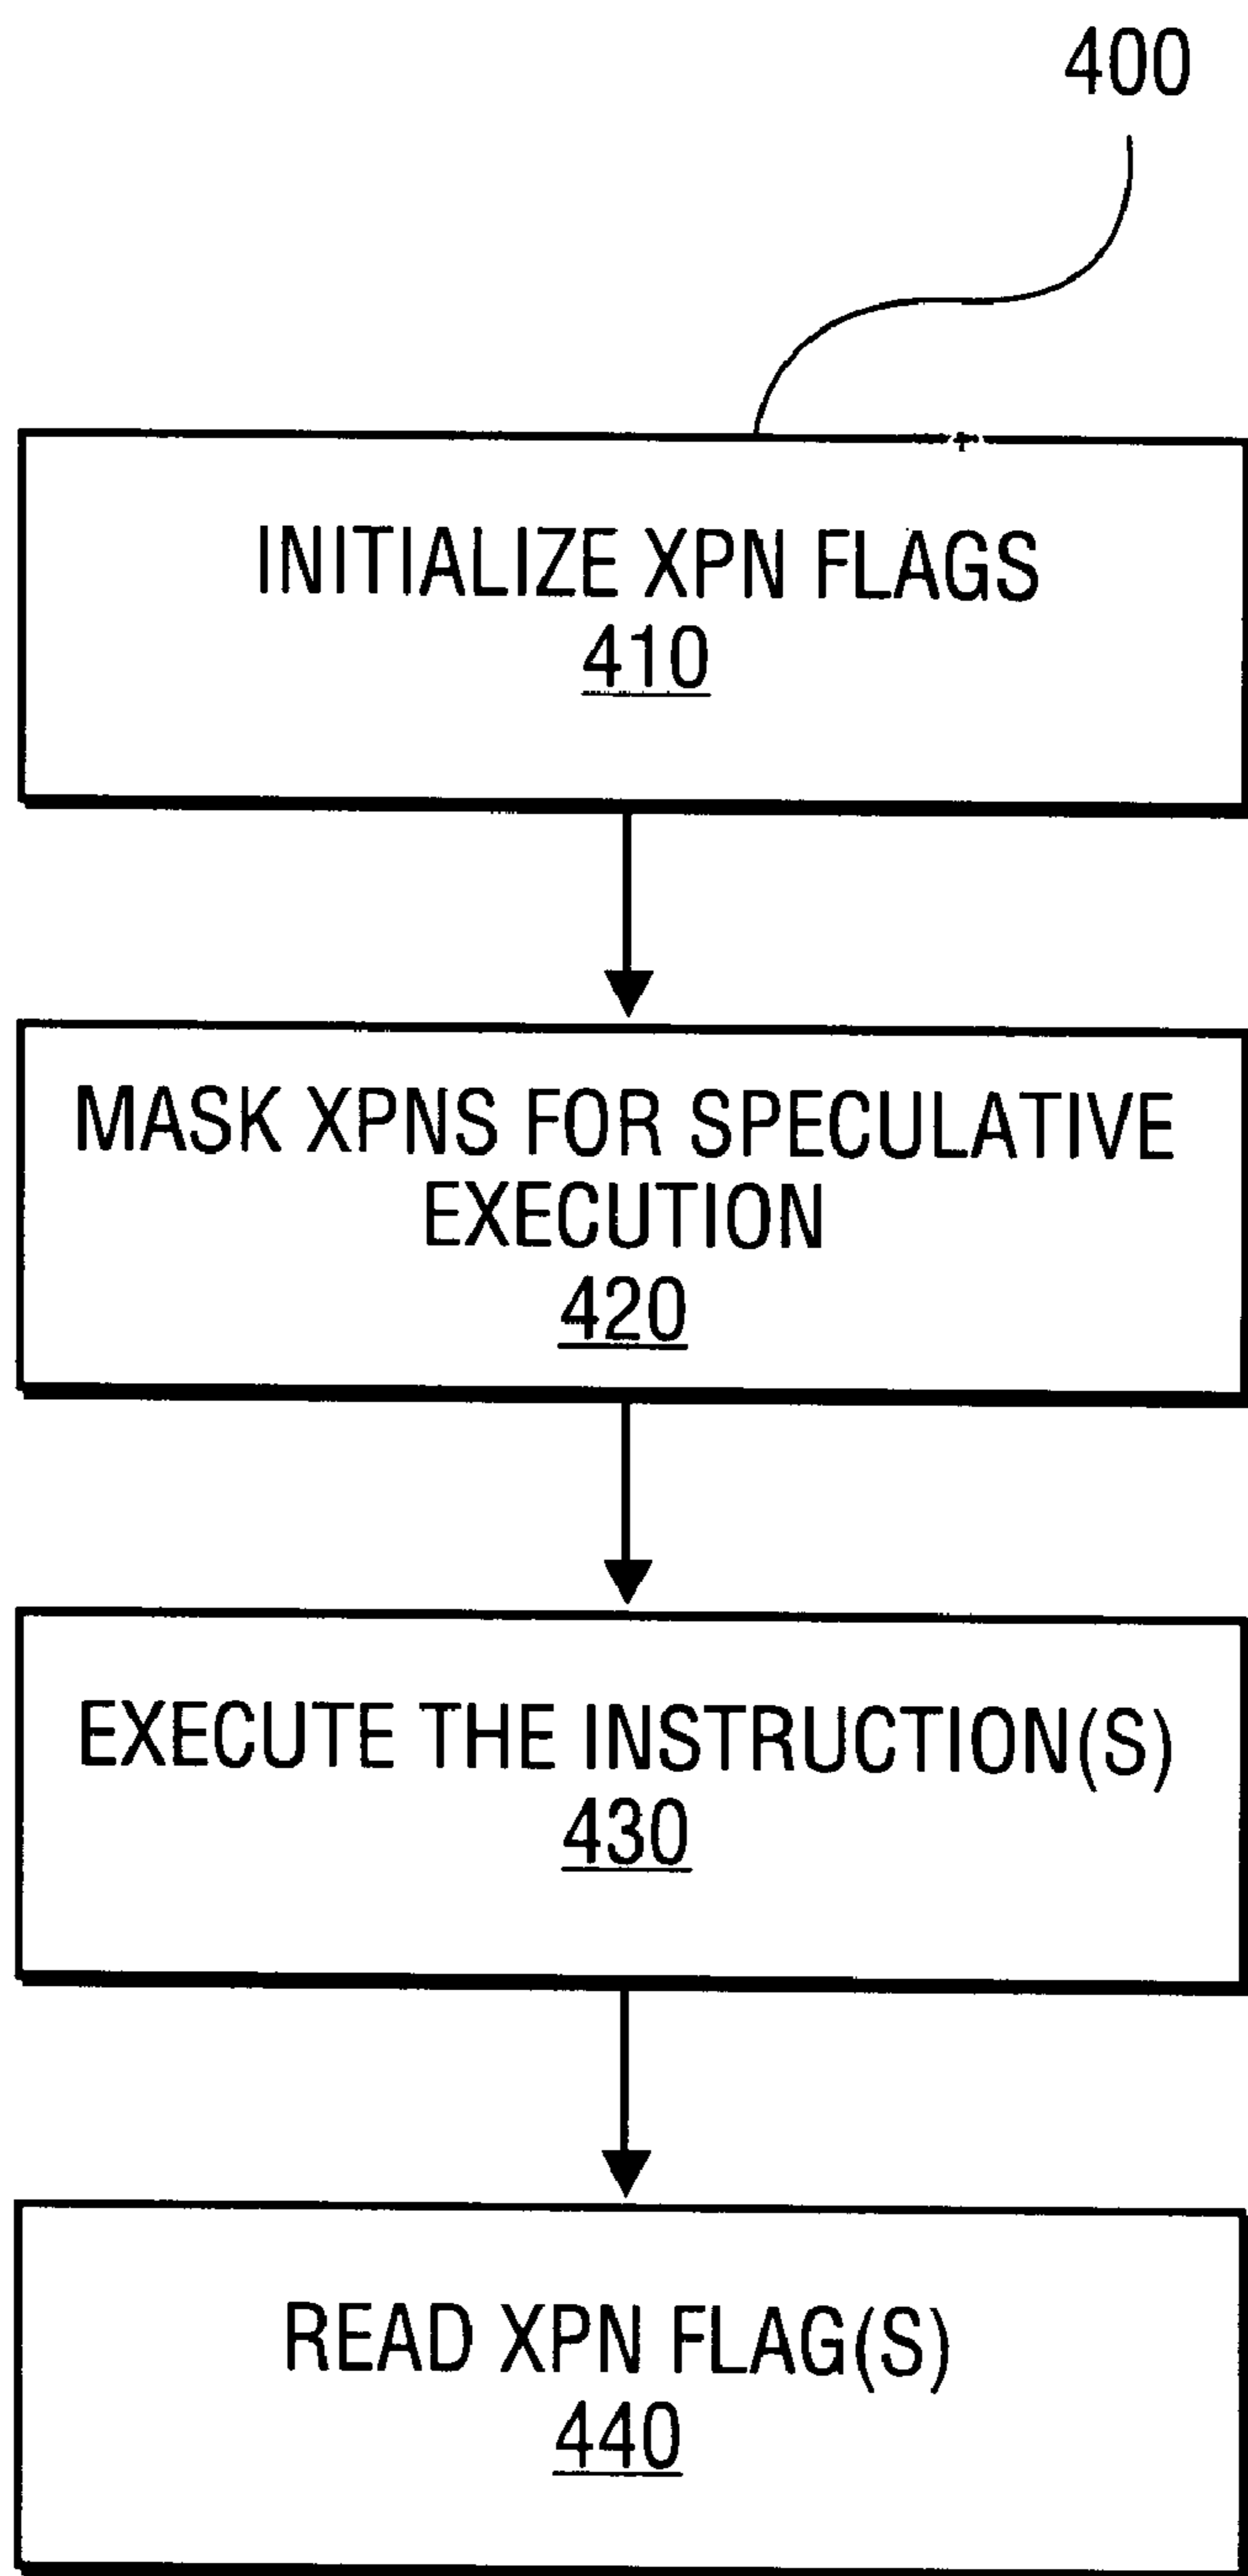 400
INITIALIZE XPN FLAGS
410
MASK XPNS FOR SPECULATIVE
EXECUTION
420
EXECUTE THE INSTRUCTION(S)
430
READ XPN FLAG(S)
440